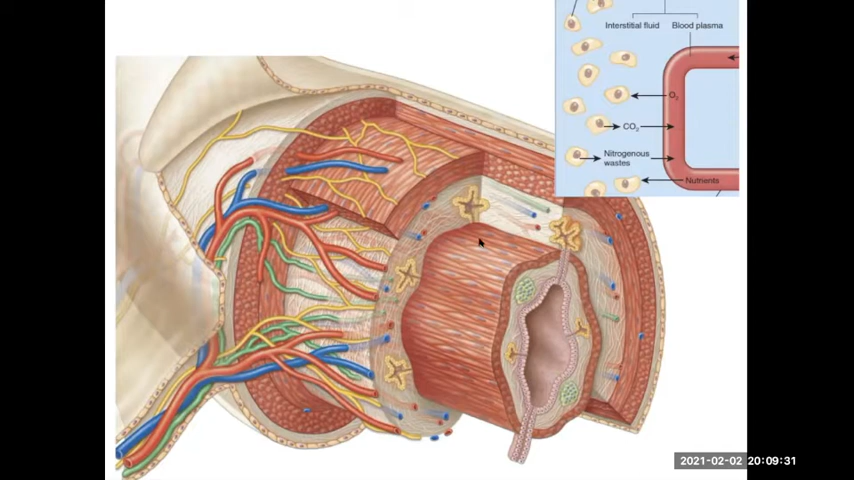 Interstitial fluid Blood plasma
O₂
CO₂
Nitrogenous
wastes
Nutrients
2021-02-02 20:09:31